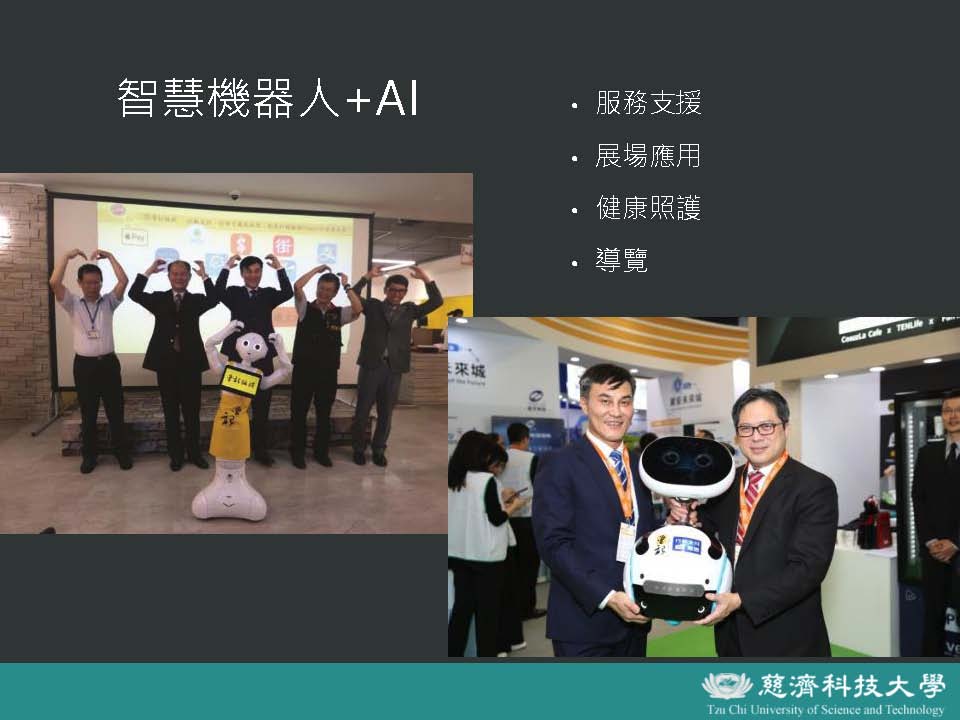 智慧機器人+AI
服務支援
展場應用
健康照護
導覽
Pay
街
支
未來城
of the Future
CoszLa Cafe x TENLife x
慈濟科技大學
Tzu Chi University of Science and Technology